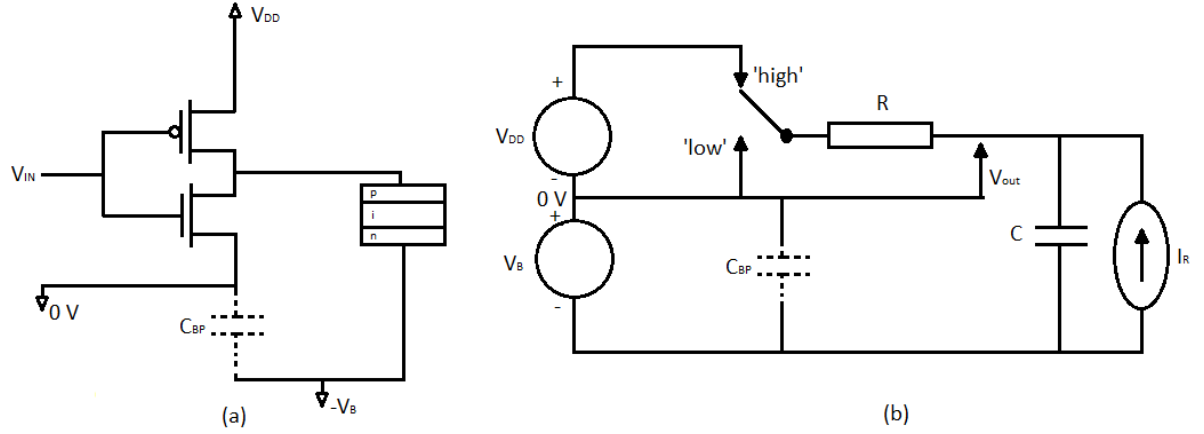 VDD
VIN
p
i
n
0 V
CBP
-VB
(a)
+
'high'
R
VDD
'low'
-
Vout
0 V
+
C
VB
CBP
IR
-
(b)